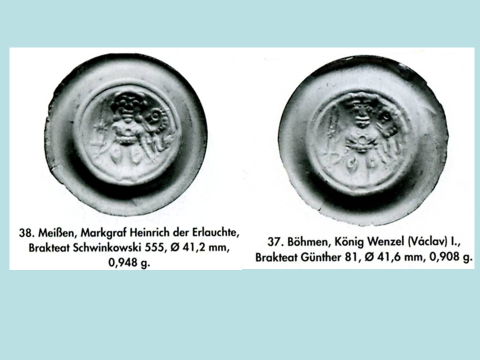 38. Meißen, Markgraf Heinrich der Erlauchte,
Brakteat Schwinkowski 555, Ø 41,2 mm,
0,948 g.
37. Böhmen, König Wenzel (Václav) I.,
Brakteat Günther 81, Ø 41,6 mm, 0,908 g.